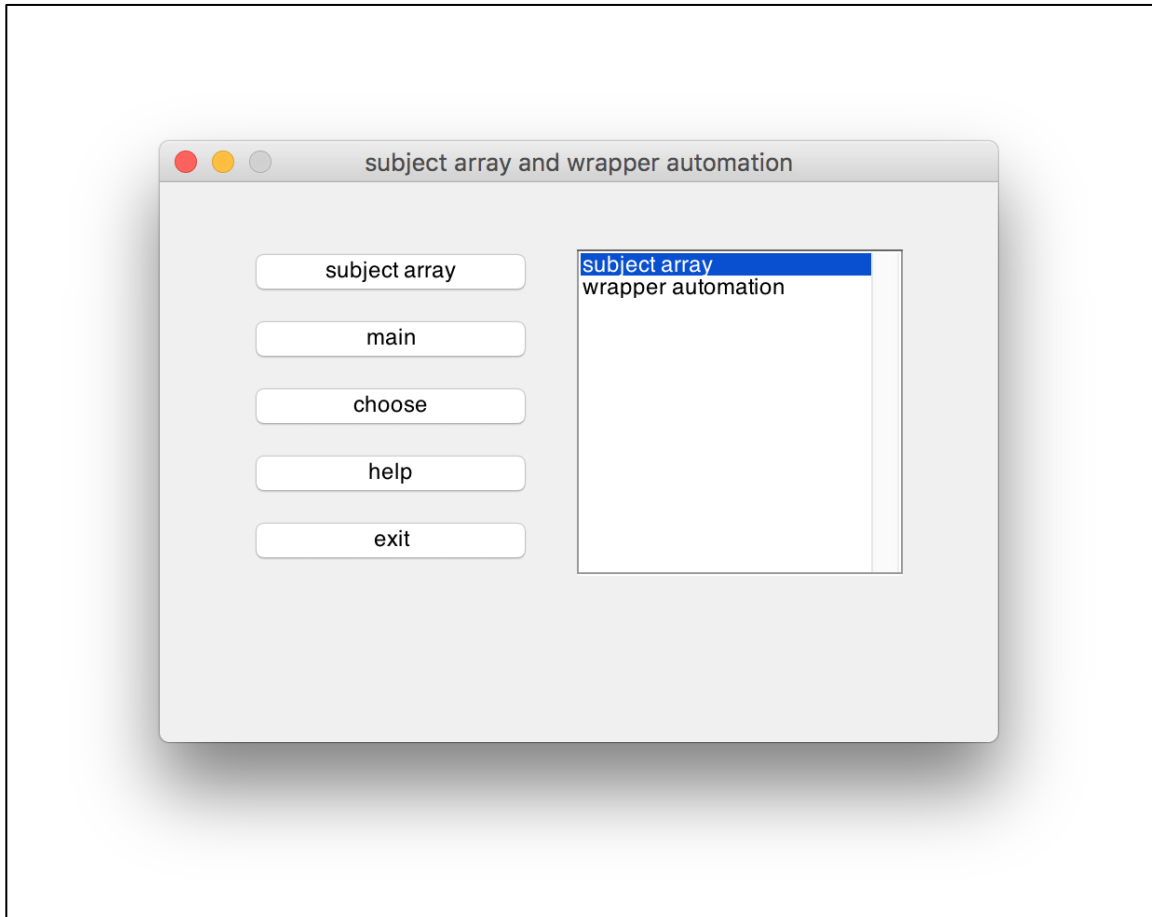 subject array and wrapper automation
subject array
main
choose
help
exit
subject array
wrapper automation